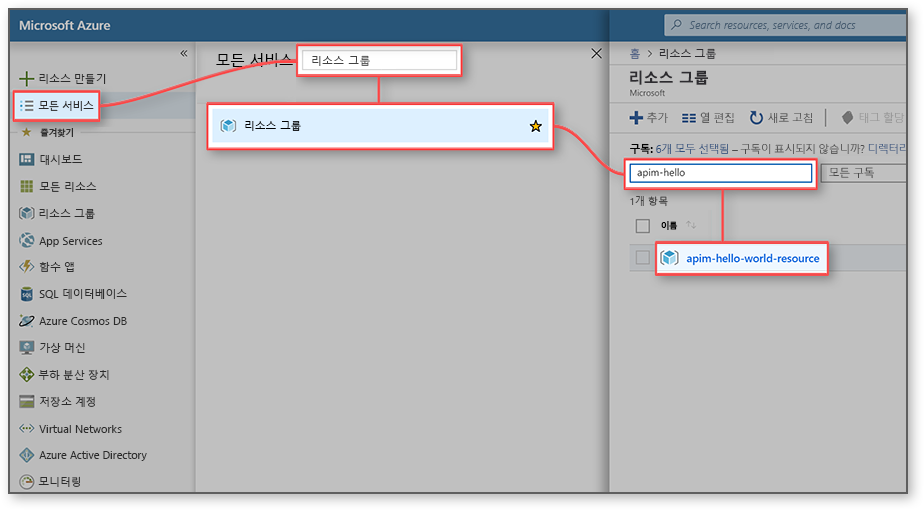 Microsoft Azure
Search resources, services, and docs
«
리소스 만들기
모든 서비스
즐겨찾기
대시보드
모든 리소스
리소스 그룹
App Services
함수 앱
SQL 데이터베이스
Azure Cosmos DB
가상 머신
부하 분산 장치
저장소 계정
Virtual Networks
Azure Active Directory
모니터링
모든 서비스
리소스 그룹
리소스 그룹
홈 > 리소스 그룹
리소스 그룹
Microsoft
추가 열 편집 새로 고침 태그 할당
구독: 6개 모두 선택됨 – 구독이 표시되지 않습니까? 디렉터리
apim-hello 모든 구독
1개 항목
이름 ↑↓
apim-hello-world-resource